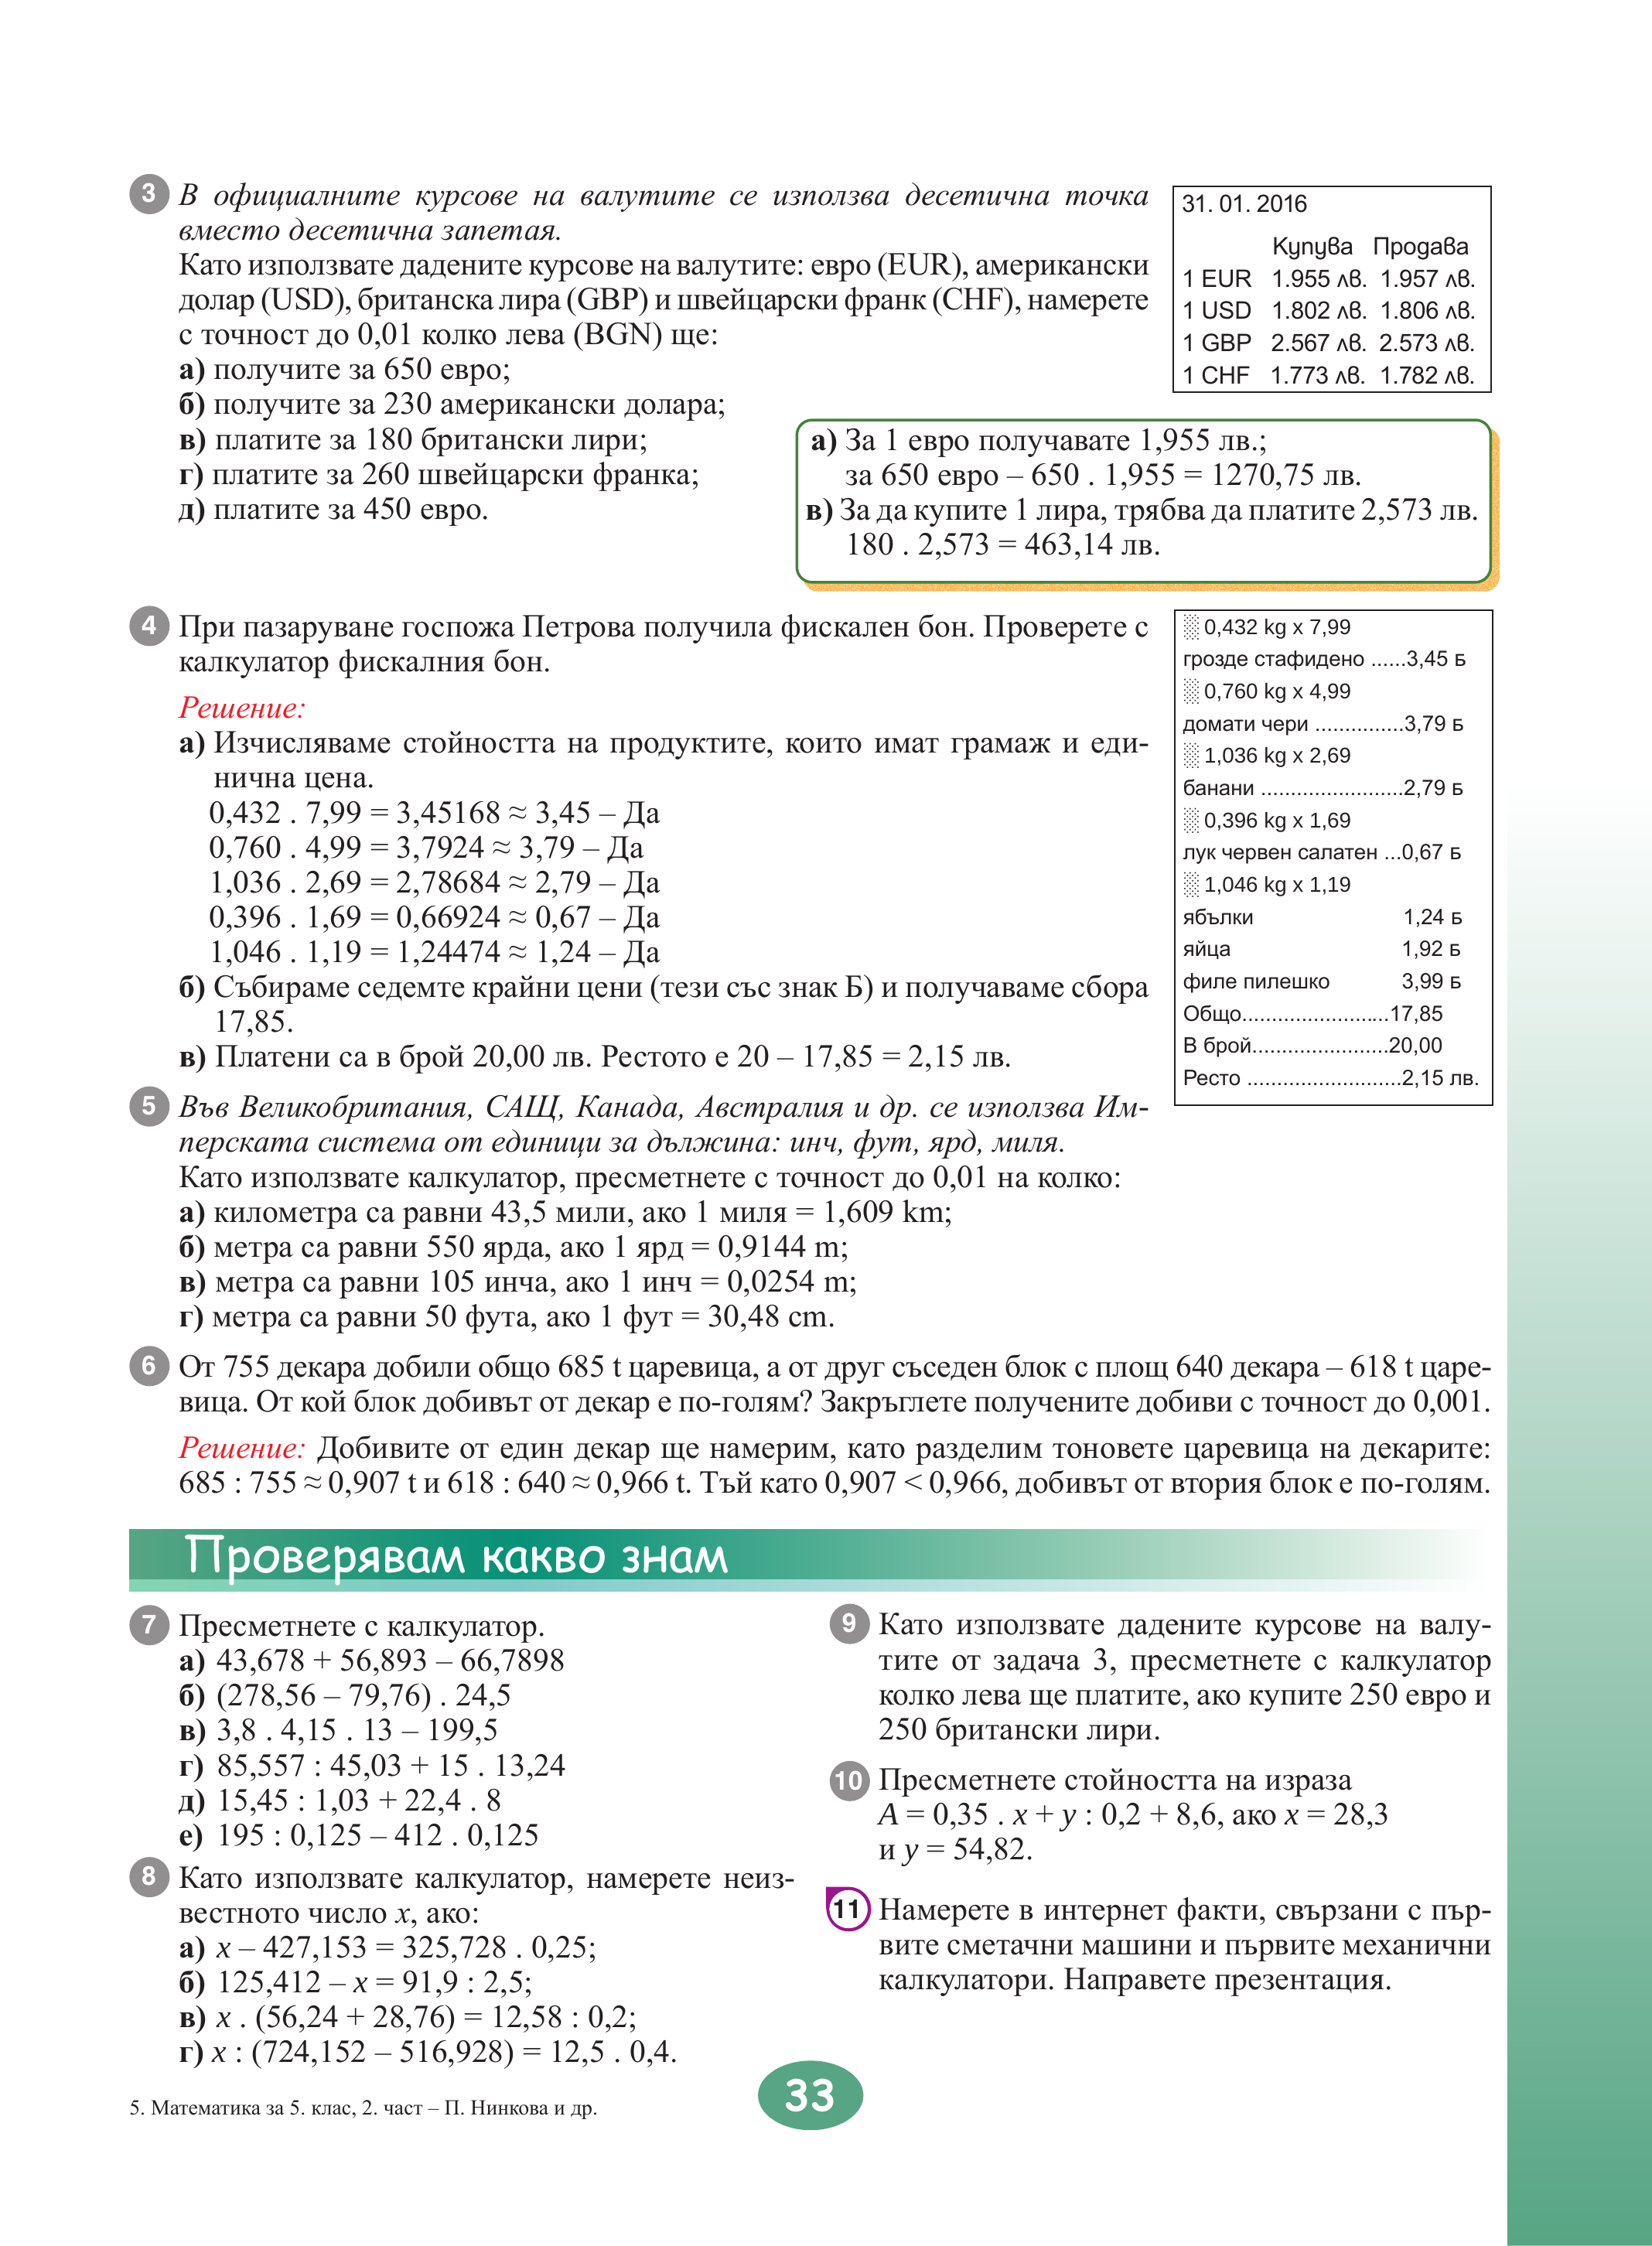 3 В официалните курсове на валутите се използва десетична точка
вместо десетична запетая.
Като използвате дадените курсове на валутите: евро (EUR), американски
долар (USD), британска лира (GBP) и швейцарски франк (CHF), намерете
с точност до 0,01 колко лева (BGN) ще:
а) получите за 650 евро;
б) получите за 230 американски долара;
в) платите за 180 британски лири;
г) платите за 260 швейцарски франка;
д) платите за 450 евро.
31. 01. 2016
Купува Продава
1 EUR 1.955 лв. 1.957 лв.
1 USD 1.802 лв. 1.806 лв.
1 GBP 2.567 лв. 2.573 лв.
1 CHF 1.773 лв. 1.782 лв.
а) За 1 евро получавате 1,955 лв.;
за 650 евро – 650 . 1,955 = 1270,75 лв.
в) За да купите 1 лира, трябва да платите 2,573 лв.
180 . 2,573 = 463,14 лв.
4 При пазаруване госпожа Петрова получила фискален бон. Проверете с
калкулатор фискалния бон.
Решение:
а) Изчисляваме стойността на продуктите, които имат грамаж и еди-
нична цена.
0,432 . 7,99 = 3,45168 ≈ 3,45 – Да
0,760 . 4,99 = 3,7924 ≈ 3,79 – Да
1,036 . 2,69 = 2,78684 ≈ 2,79 – Да
0,396 . 1,69 = 0,66924 ≈ 0,67 – Да
1,046 . 1,19 = 1,24474 ≈ 1,24 – Да
б) Събираме седемте крайни цени (тези със знак Б) и получаваме сбора
17,85.
в) Платени са в брой 20,00 лв. Рестото е 20 – 17,85 = 2,15 лв.
0,432 kg x 7,99
грозде стафидено ......3,45 Б
0,760 kg x 4,99
домати чери ...............3,79 Б
1,036 kg x 2,69
банани ........................2,79 Б
0,396 kg x 1,69
лук червен салатен ...0,67 Б
1,046 kg x 1,19
ябълки 1,24 Б
яйца 1,92 Б
филе пилешко 3,99 Б
Общо.........................17,85
В брой.......................20,00
Ресто ..........................2,15 лв.
5 Във Великобритания, САЩ, Канада, Австралия и др. се използва Им-
перската система от единици за дължина: инч, фут, ярд, миля.
Като използвате калкулатор, пресметнете с точност до 0,01 на колко:
а) километра са равни 43,5 мили, ако 1 миля = 1,609 km;
б) метра са равни 550 ярда, ако 1 ярд = 0,9144 m;
в) метра са равни 105 инча, ако 1 инч = 0,0254 m;
г) метра са равни 50 фута, ако 1 фут = 30,48 cm.
6 От 755 декара добили общо 685 t царевица, а от друг съседен блок с площ 640 декара – 618 t царе-
вица. От кой блок добивът от декар е по-голям? Закръглете получените добиви с точност до 0,001.
Решение: Добивите от един декар ще намерим, като разделим тоновете царевица на декарите:
685 : 755 ≈ 0,907 t и 618 : 640 ≈ 0,966 t. Тъй като 0,907 < 0,966, добивът от втория блок е по-голям.
Проверявам какво знам
7 Пресметнете с калкулатор.
а) 43,678 + 56,893 – 66,7898
б) (278,56 – 79,76) . 24,5
в) 3,8 . 4,15 . 13 – 199,5
г) 85,557 : 45,03 + 15 . 13,24
д) 15,45 : 1,03 + 22,4 . 8
е) 195 : 0,125 – 412 . 0,125
8 Като използвате калкулатор, намерете неиз-
вестното число x, ако:
а) x – 427,153 = 325,728 . 0,25;
б) 125,412 – x = 91,9 : 2,5;
в) x . (56,24 + 28,76) = 12,58 : 0,2;
г) x : (724,152 – 516,928) = 12,5 . 0,4.
9 Като използвате дадените курсове на валу-
тите от задача 3, пресметнете с калкулатор
колко лева ще платите, ако купите 250 евро и
250 британски лири.
10 Пресметнете стойността на израза
A = 0,35 . x + y : 0,2 + 8,6, ако x = 28,3
и y = 54,82.
11 Намерете в интернет факти, свързани с пър-
вите сметачни машини и първите механични
калкулатори. Направете презентация.
5. Математика за 5. клас, 2. част – П. Нинкова и др.
33